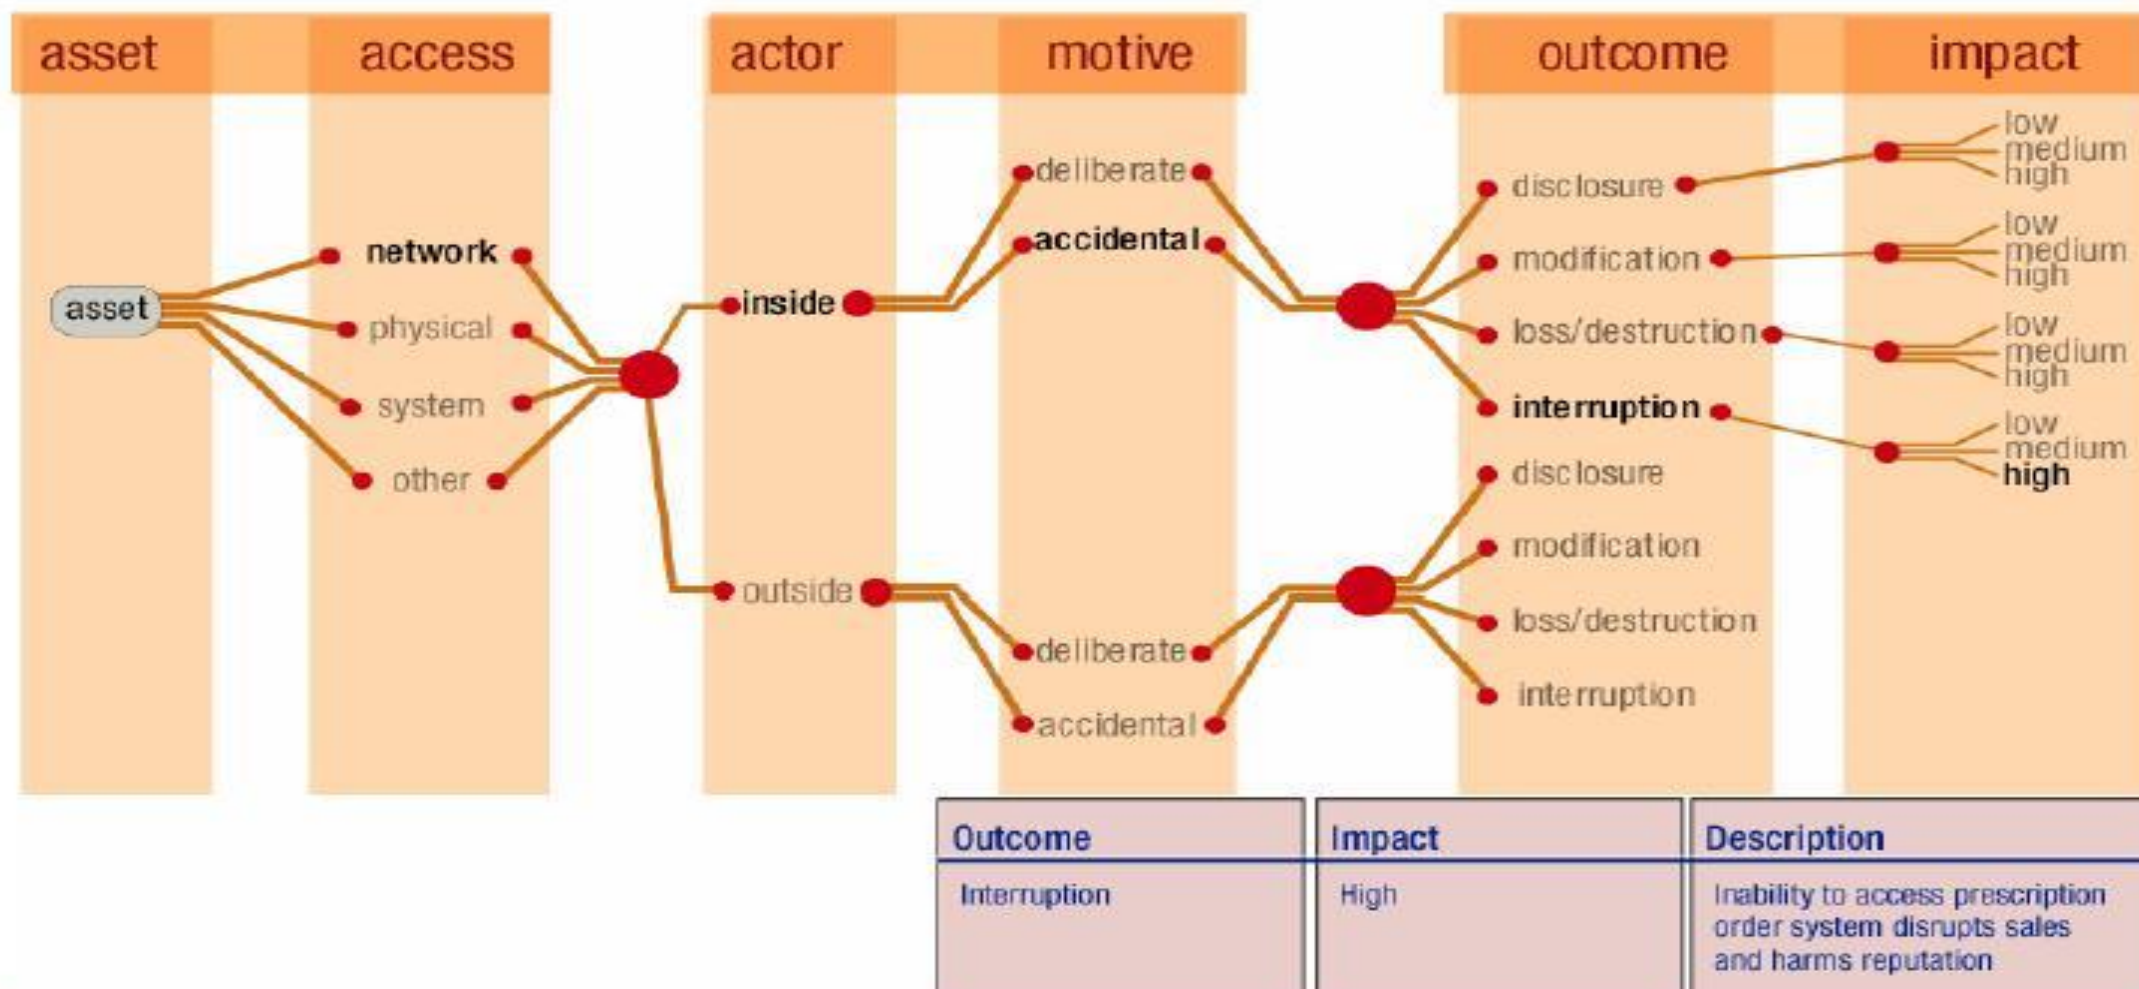 asset access actor motive outcome impact
asset
network
physical
system
other
inside
outside
deliberate
accidental
deliberate
accidental
disclosure
modification
loss/destruction
interruption
disclosure
modification
loss/destruction
interruption
low
medium
high
low
medium
high
low
medium
high
low
medium
high
Outcome Impact Description
Interruption High Inability to access prescription
order system disrupts sales
and harms reputation